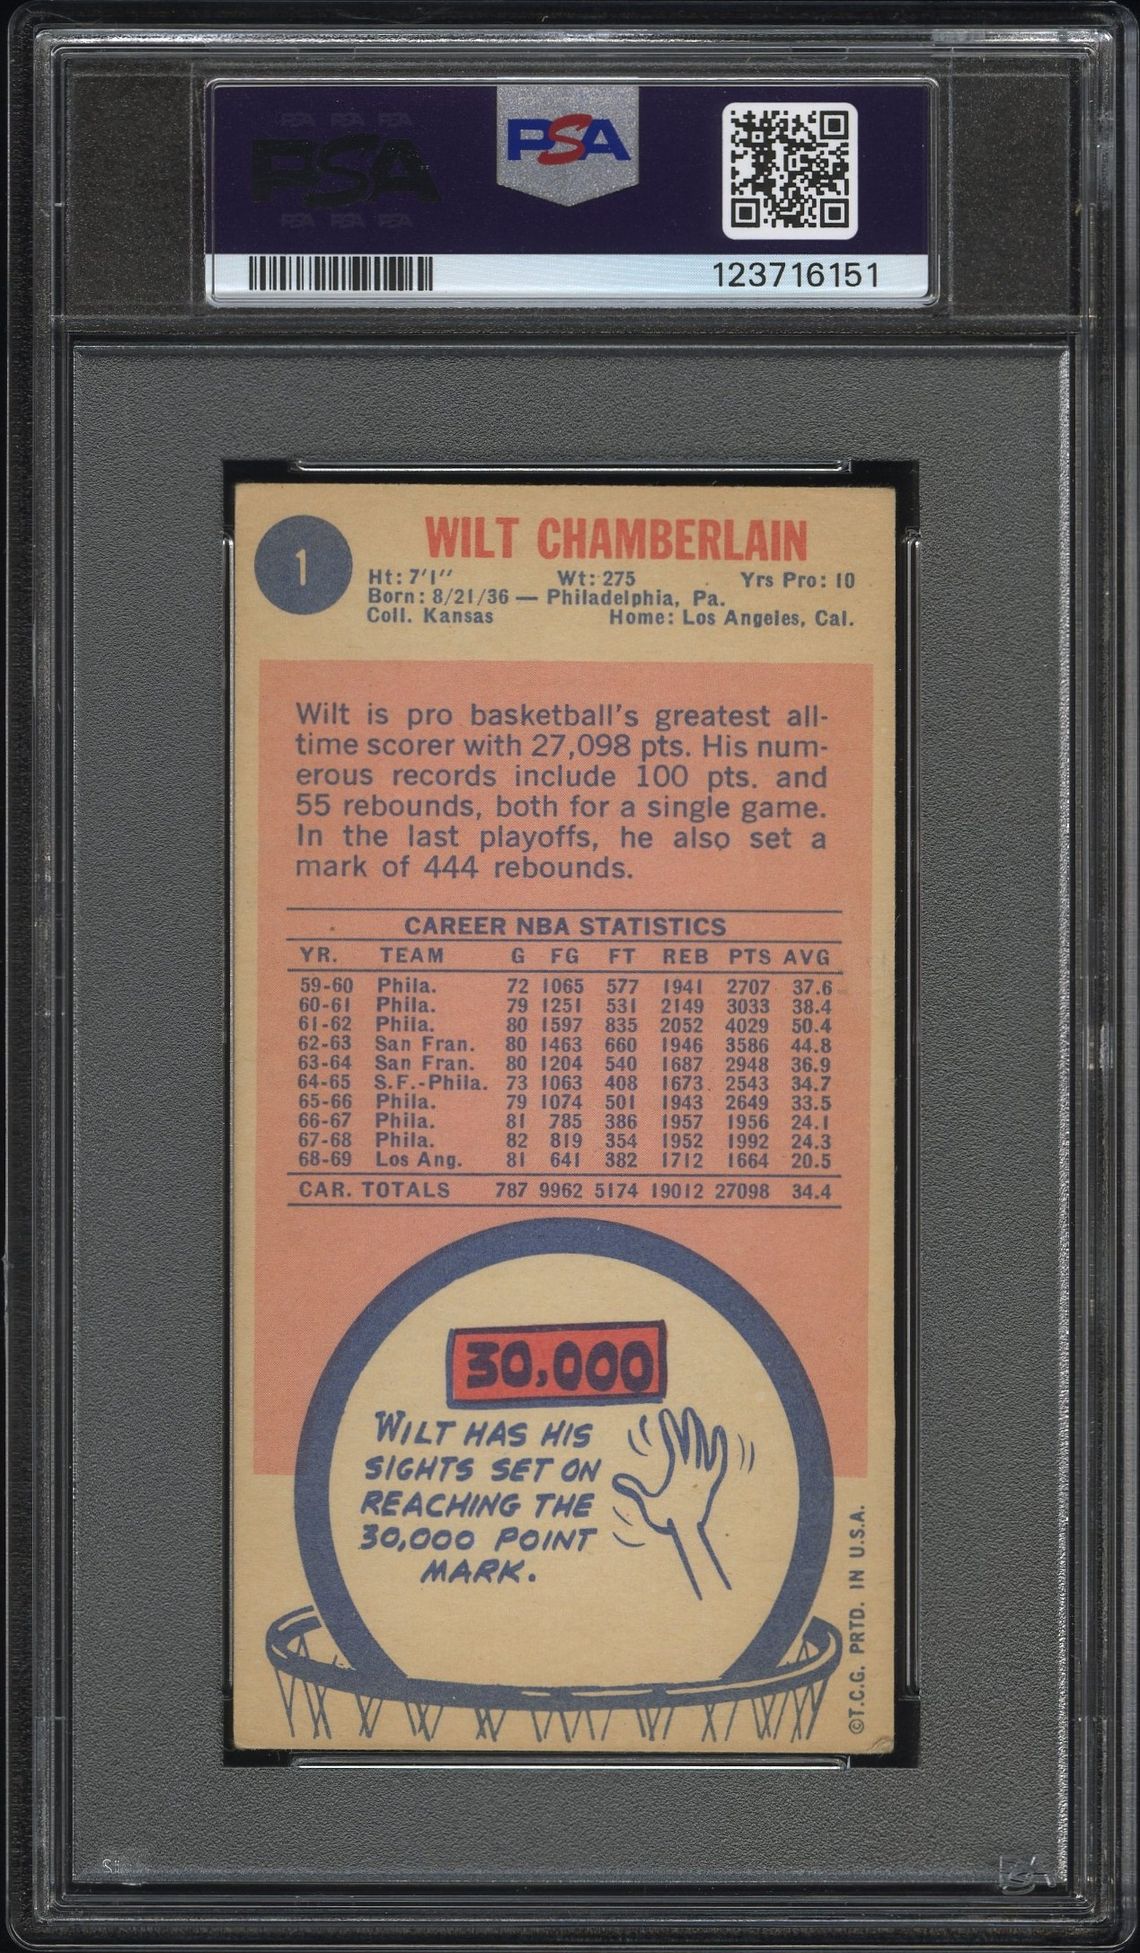 PSA PSA PSA
PSA
PSA PSA PSA
PSA
123716151
1
WILT CHAMBERLAIN
Ht: 7'1" Wt: 275 Yrs Pro: 10
Born: 8/21/36 — Philadelphia, Pa.
Coll. Kansas Home: Los Angeles, Cal.
Wilt is pro basketball's greatest all-
time scorer with 27,098 pts. His num-
erous records include 100 pts. and
55 rebounds, both for a single game.
In the last playoffs, he also set a
mark of 444 rebounds.
CAREER NBA STATISTICS
YR. TEAM G FG FT REB PTS AVG
59-60 Phila. 72 1065 577 1941 2707 37.6
60-61 Phila. 79 1251 531 2149 3033 38.4
61-62 Phila. 80 1597 835 2052 4029 50.4
62-63 San Fran. 80 1463 660 1946 3586 44.8
63-64 San Fran. 80 1204 540 1687 2948 36.9
64-65 S.F.-Phila. 73 1063 408 1673 2543 34.7
65-66 Phila. 79 1074 501 1943 2649 33.5
66-67 Phila. 81 785 386 1957 1956 24.1
67-68 Phila. 82 819 354 1952 1992 24.3
68-69 Los Ang. 81 641 382 1712 1664 20.5
CAR. TOTALS 787 9962 5174 19012 27098 34.4
30,000
WILT HAS HIS
SIGHTS SET ON
REACHING THE
30,000 POINT
MARK.
©T.C.G. PRTD. IN U.S.A.